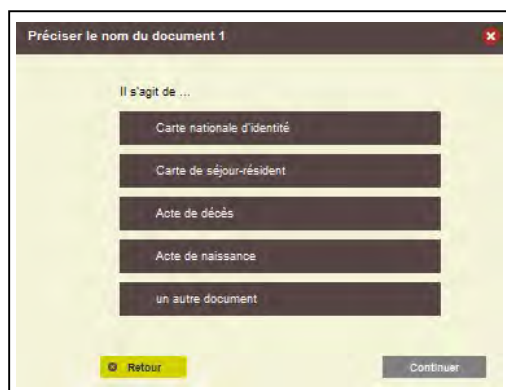 Préciser le nom du document 1
Il s'agit de ...
Carte nationale d'identité
Carte de séjour-résident
Acte de décès
Acte de naissance
un autre document
Retour
Continuer